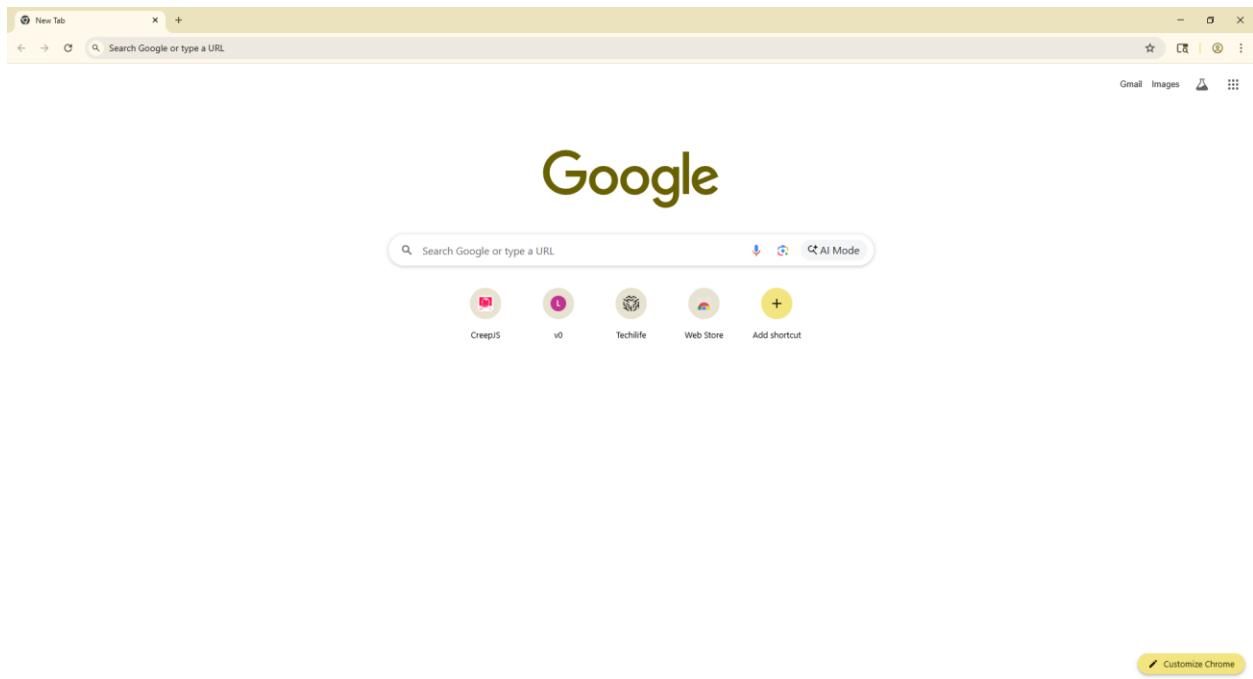 New Tab
Search Google or type a URL
Gmail Images
Google
Search Google or type a URL
AI Mode
L
CreepJS
v0
Techilife
Web Store
Add shortcut
Customize Chrome